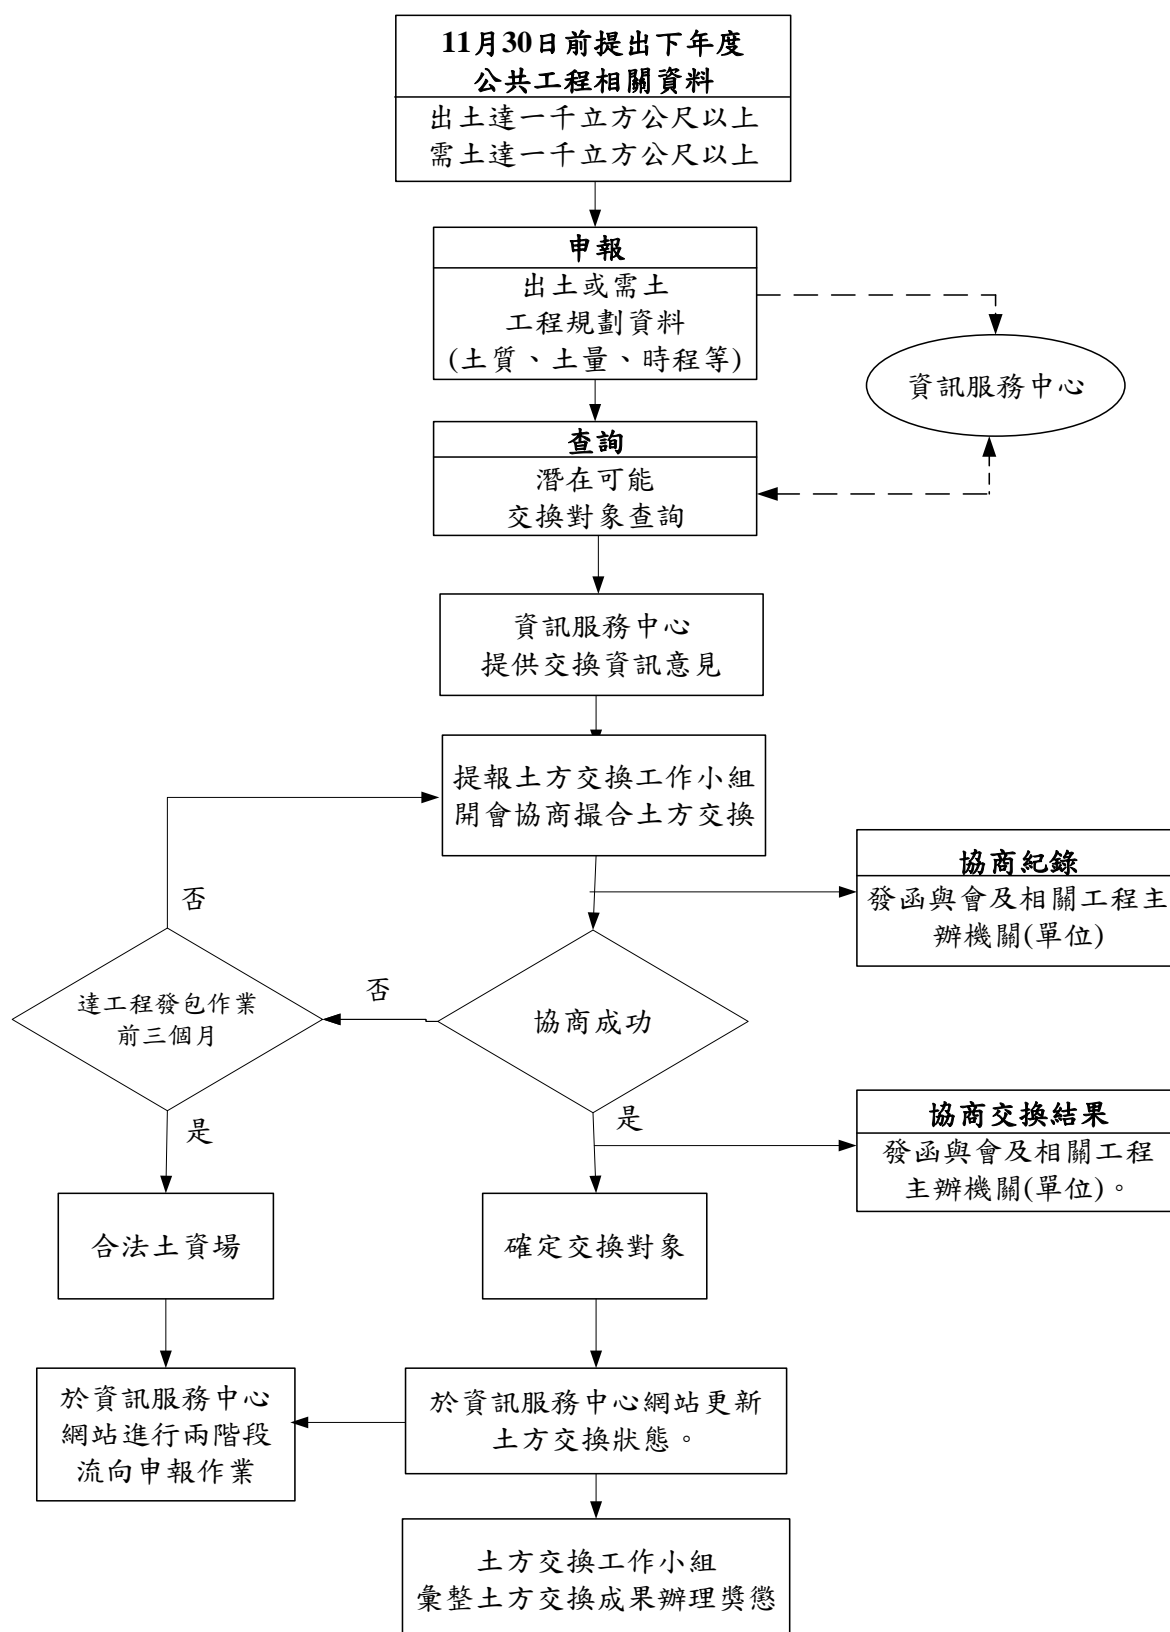 11月30日前提出下年度
公共工程相關資料
出土達一千立方公尺以上
需土達一千立方公尺以上
申報
出土或需土
工程規劃資料
(土質、土量、時程等)
資訊服務中心
查詢
潛在可能
交換對象查詢
資訊服務中心
提供交換資訊意見
提報土方交換工作小組
開會協商撮合土方交換
協商紀錄
發函與會及相關工程主
辦機關(單位)
否
達工程發包作業
前三個月
否
協商成功
是
是
協商交換結果
發函與會及相關工程
主辦機關(單位)。
合法土資場
確定交換對象
於資訊服務中心
網站進行兩階段
流向申報作業
於資訊服務中心網站更新
土方交換狀態。
土方交換工作小組
彙整土方交換成果辦理獎懲